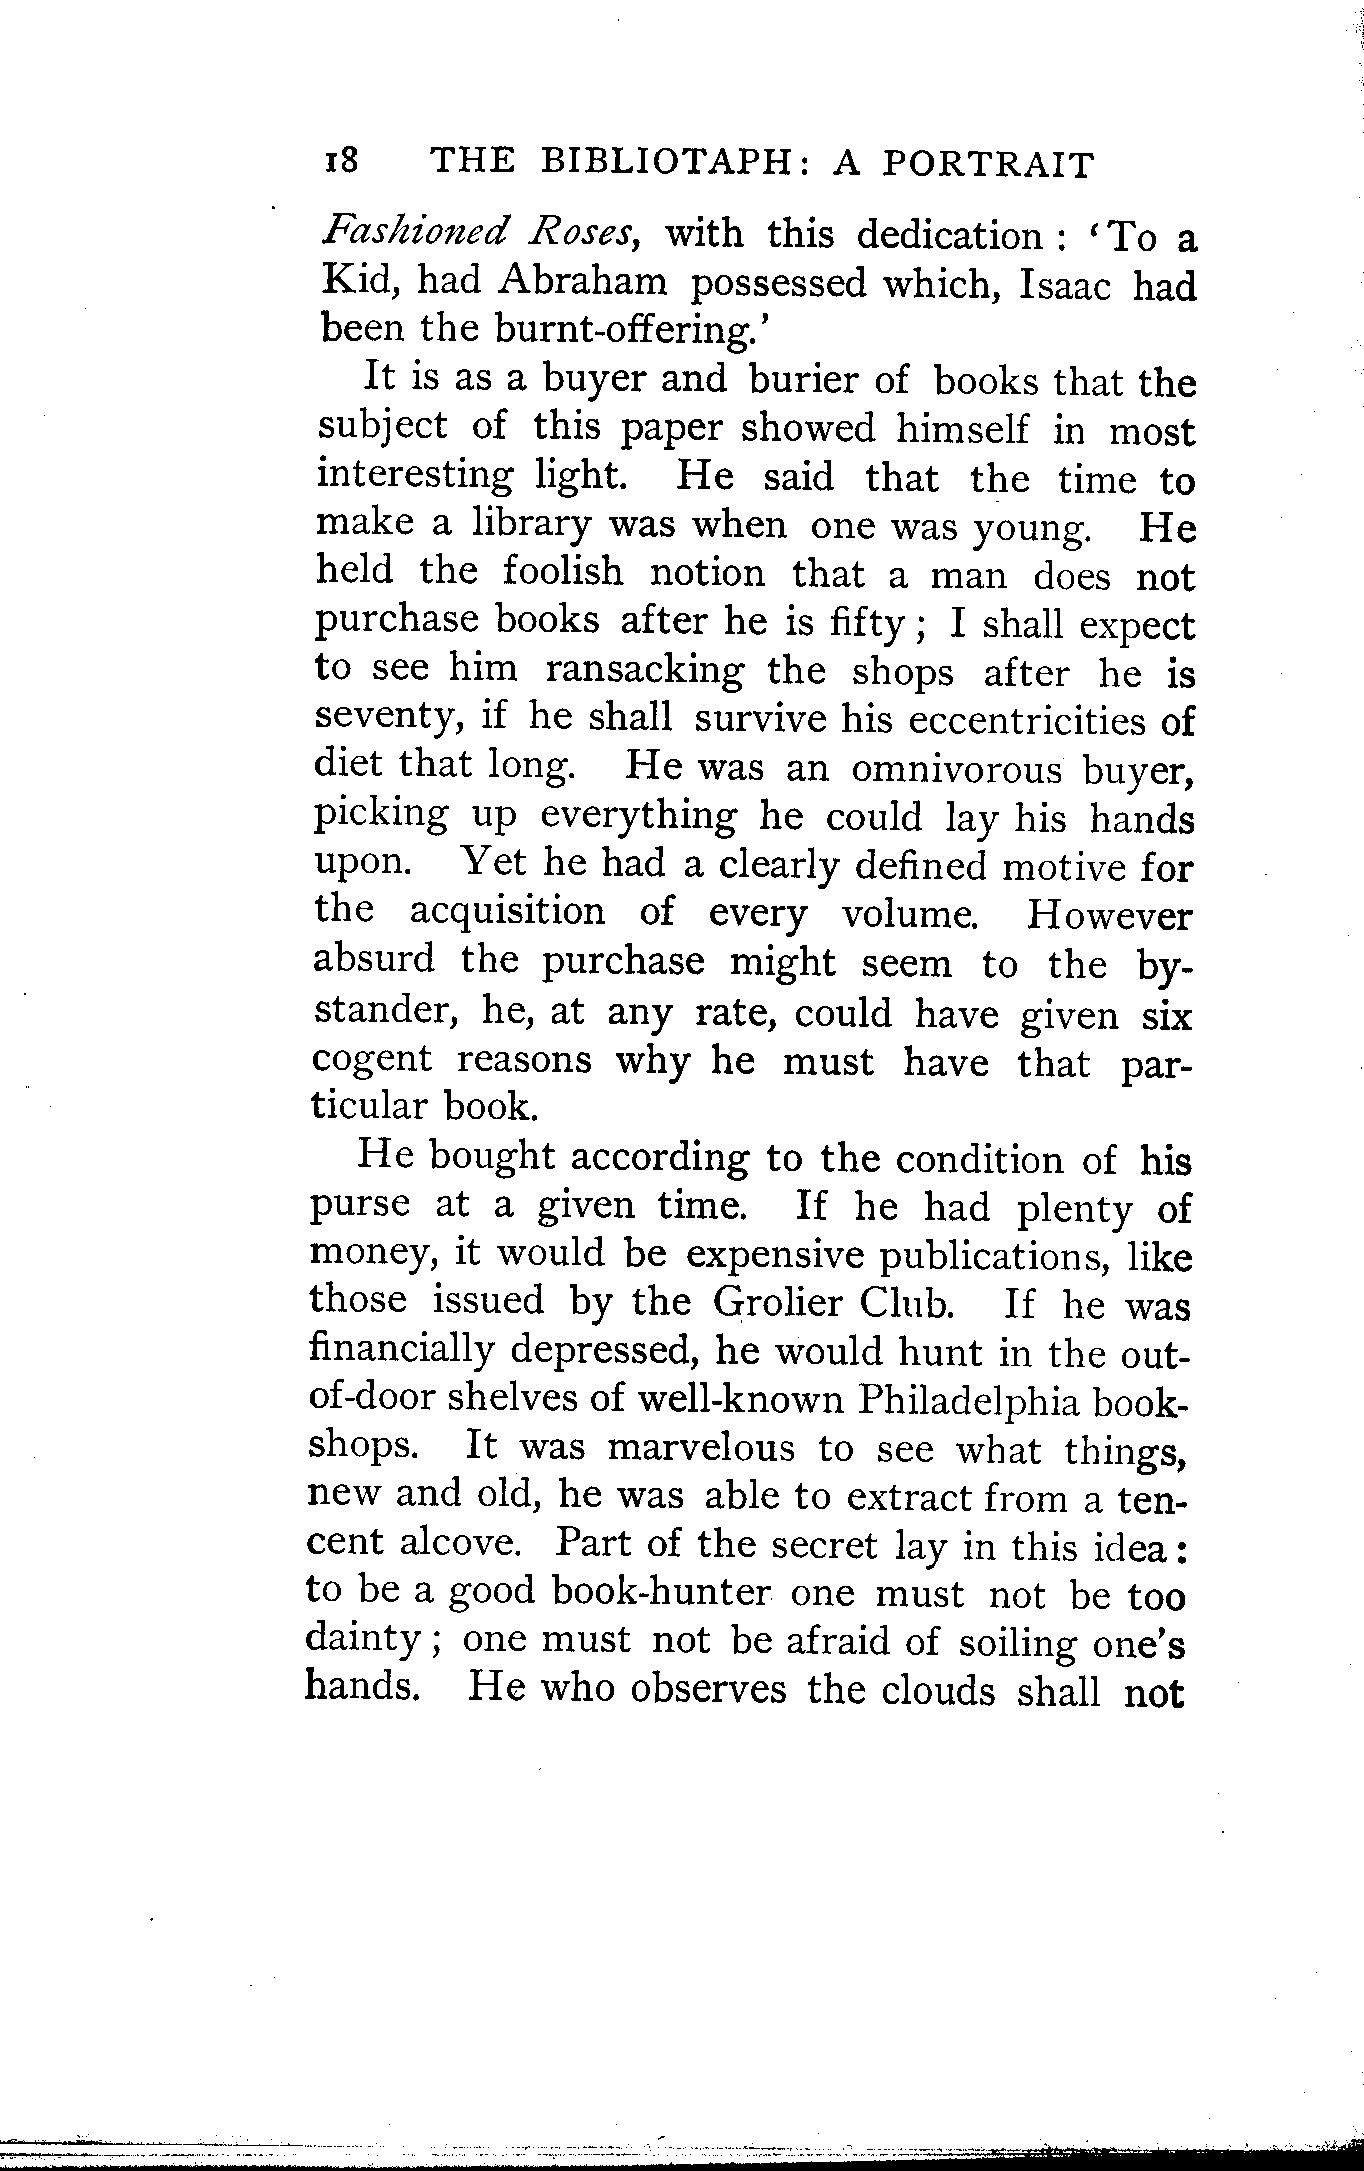 18 THE BIBLIOTAPH: A PORTRAIT
Fashioned Roses, with this dedication : ‘To a
Kid, had Abraham possessed which, Isaac had
been the burnt-offering.’
It is as a buyer and burier of books that the
subject of this paper showed himself in most
interesting light. He said that the time to
make a library was when one was young. He
held the foolish notion that a man does not
purchase books after he is fifty ; I shall expect
to see him ransacking the shops after he is
seventy, if he shall survive his eccentricities of
diet that long. He was an omnivorous buyer,
picking up everything he could lay his hands
upon. Yet he had a clearly defined motive for
the acquisition of every volume. However
absurd the purchase might seem to the by-
stander, he, at any rate, could have given six
cogent reasons why he must have that par-
ticular book.
He bought according to the condition of his
purse at a given time. If he had plenty of
money, it would be expensive publications, like
those issued by the Grolier Club. If he was
financially depressed, he would hunt in the out-
of-door shelves of well-known Philadelphia book-
shops. It was marvelous to see what things,
new and old, he was able to extract from a ten-
cent alcove. Part of the secret lay in this idea :
to be a good book-hunter one must not be too
dainty ; one must not be afraid of soiling one’s
hands. He who observes the clouds shall not